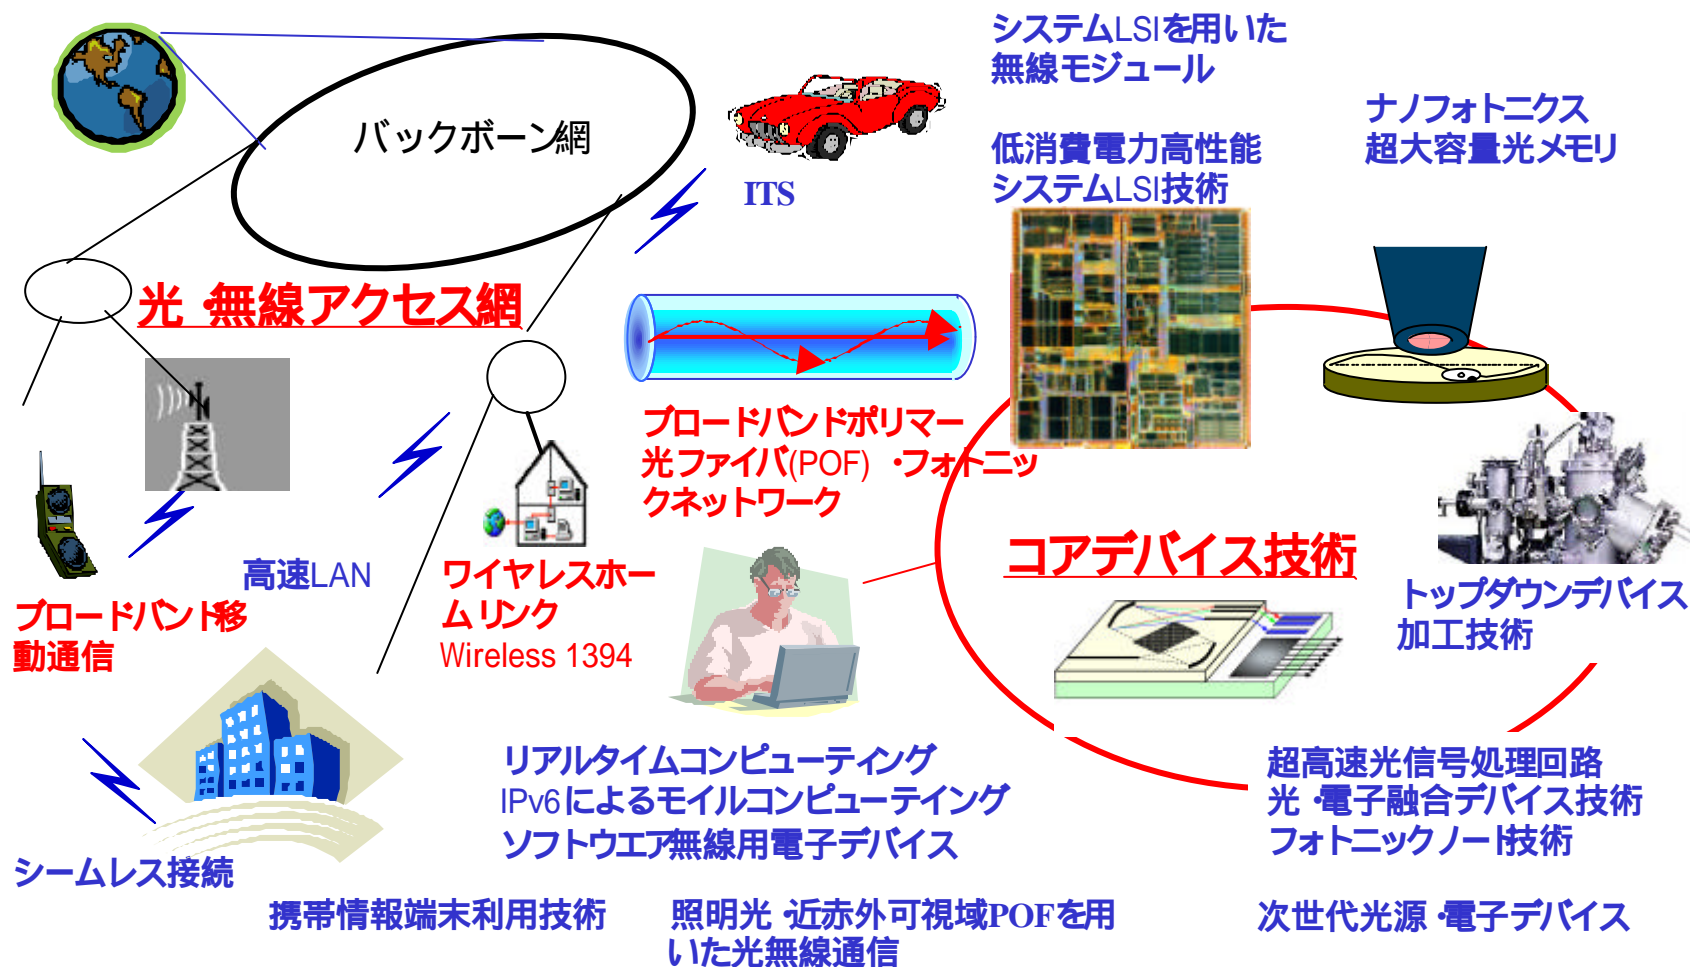 システムLSIを用いた
無線モジュール
ナノフォトニクス
超大容量光メモリ
バックボーン網
低消費電力高性能
システムLSI技術
ITS
光・無線アクセス網
ブロードバンドポリマー
光ファイバ(POF)・フォトニッ
クネットワーク
コアデバイス技術
高速LAN
ワイヤレスホー
ムリンク
Wireless 1394
トップダウンデバイス
加工技術
ブロードバンド移
動通信
リアルタイムコンピューティング
IPv6によるモイルコンピューテイング
ソフトウエア無線用電子デバイス
超高速光信号処理回路
光・電子融合デバイス技術
フォトニックノード技術
シームレス接続
携帯情報端末利用技術
照明光・近赤外可視域POFを用
いた光無線通信
次世代光源・電子デバイス